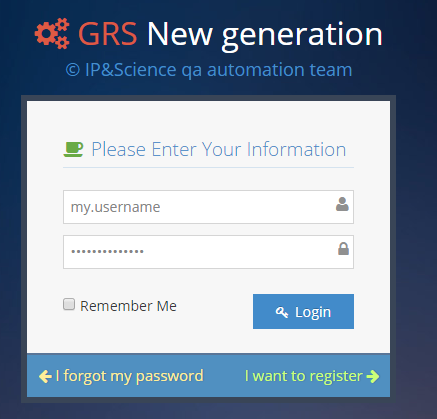 GRS New generation
© IP&Science qa automation team
Please Enter Your Information
my.username
••••••••••••••
Remember Me
Login
I forgot my password
I want to register